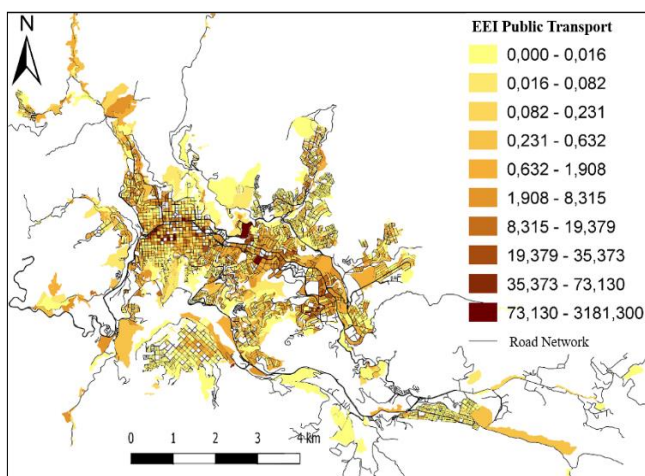 N
EEI Public Transport
0,000 - 0,016
0,016 - 0,082
0,082 - 0,231
0,231 - 0,632
0,632 - 1,908
1,908 - 8,315
8,315 - 19,379
19,379 - 35,373
35,373 - 73,130
73,130 - 3181,300
Road Network
0 1 2 3 4 km